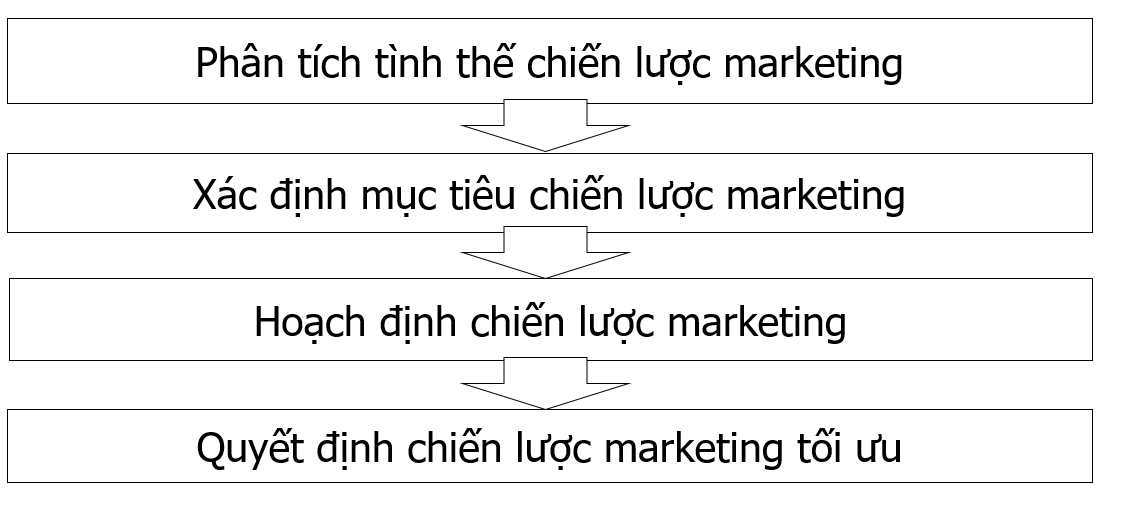 Phân tích tình thế chiến lược marketing
Xác định mục tiêu chiến lược marketing
Hoạch định chiến lược marketing
Quyết định chiến lược marketing tối ưu